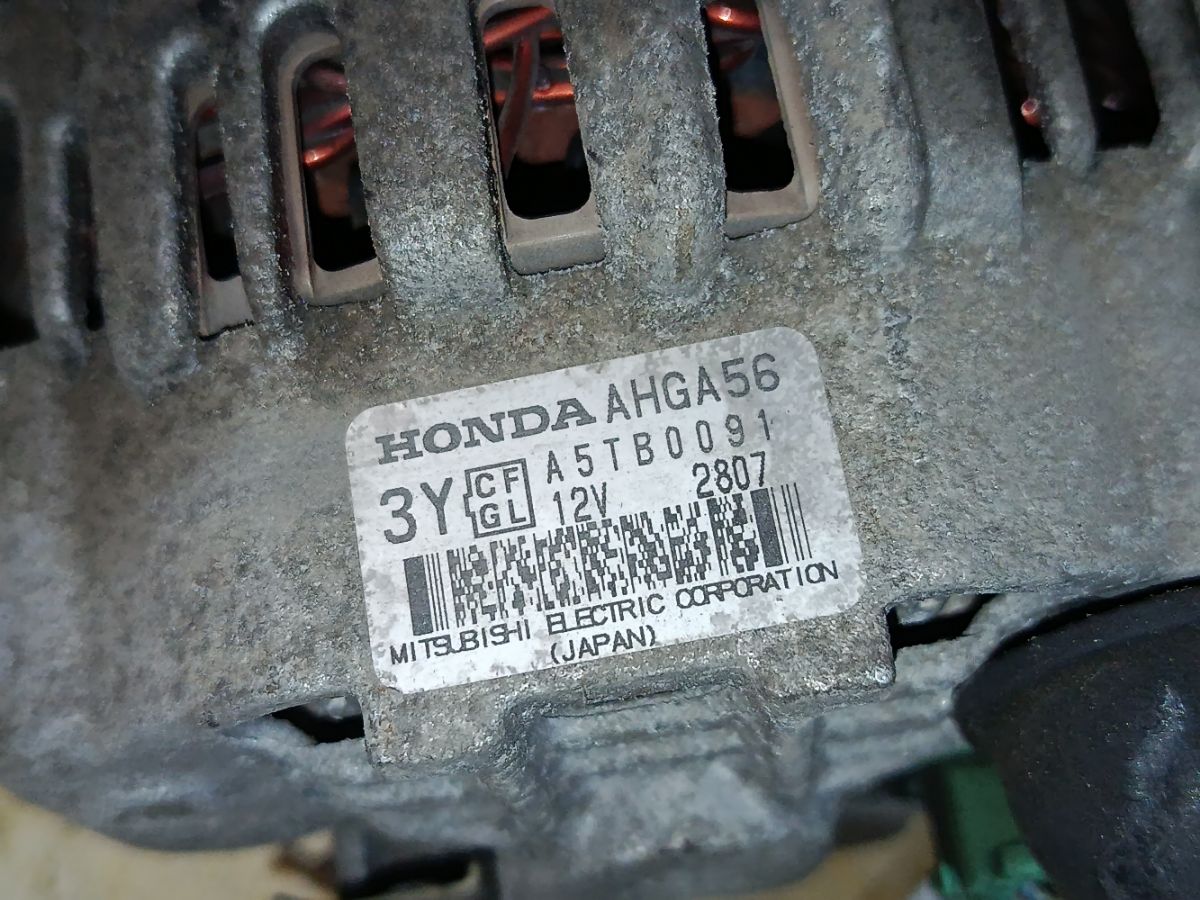 HONDA AHGA56
3Y CF GL A5TB0091
12V 2807
MITSUBISHI ELECTRIC CORPORATION
(JAPAN)